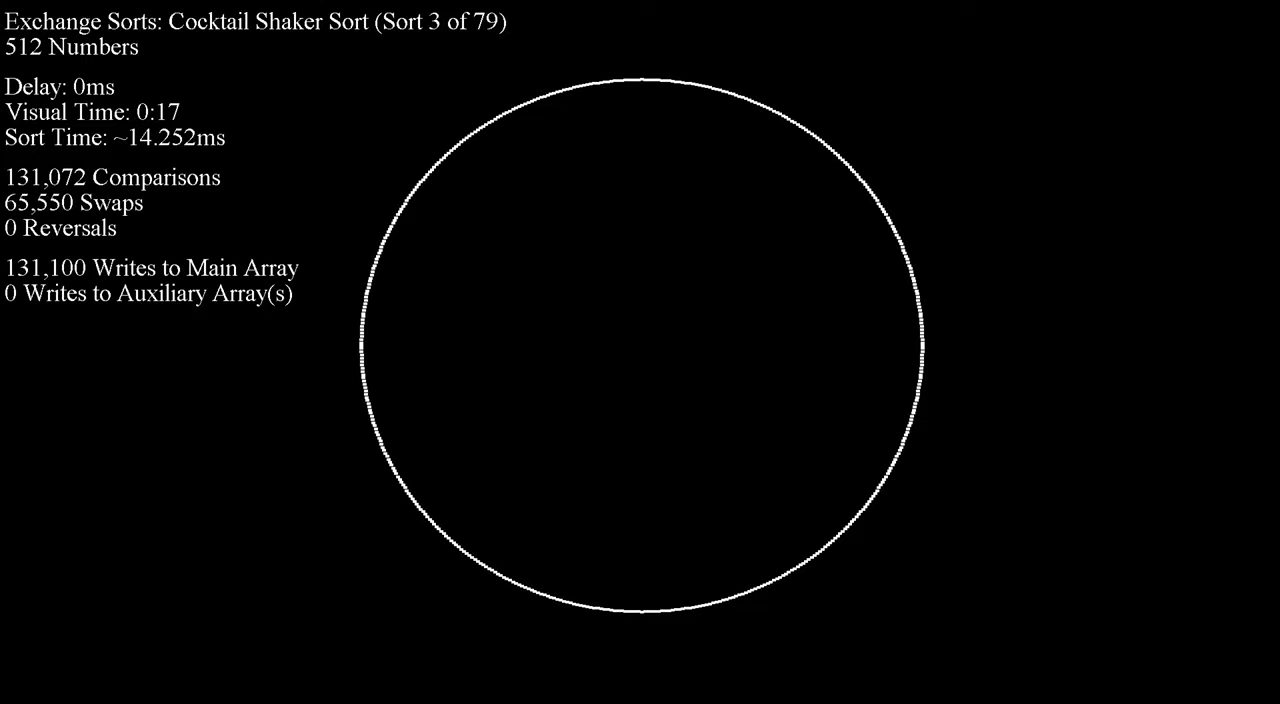 Exchange Sorts: Cocktail Shaker Sort (Sort 3 of 79)
512 Numbers
Delay: 0ms
Visual Time: 0:17
Sort Time: ~14.252ms
131,072 Comparisons
65,550 Swaps
0 Reversals
131,100 Writes to Main Array
0 Writes to Auxiliary Array(s)